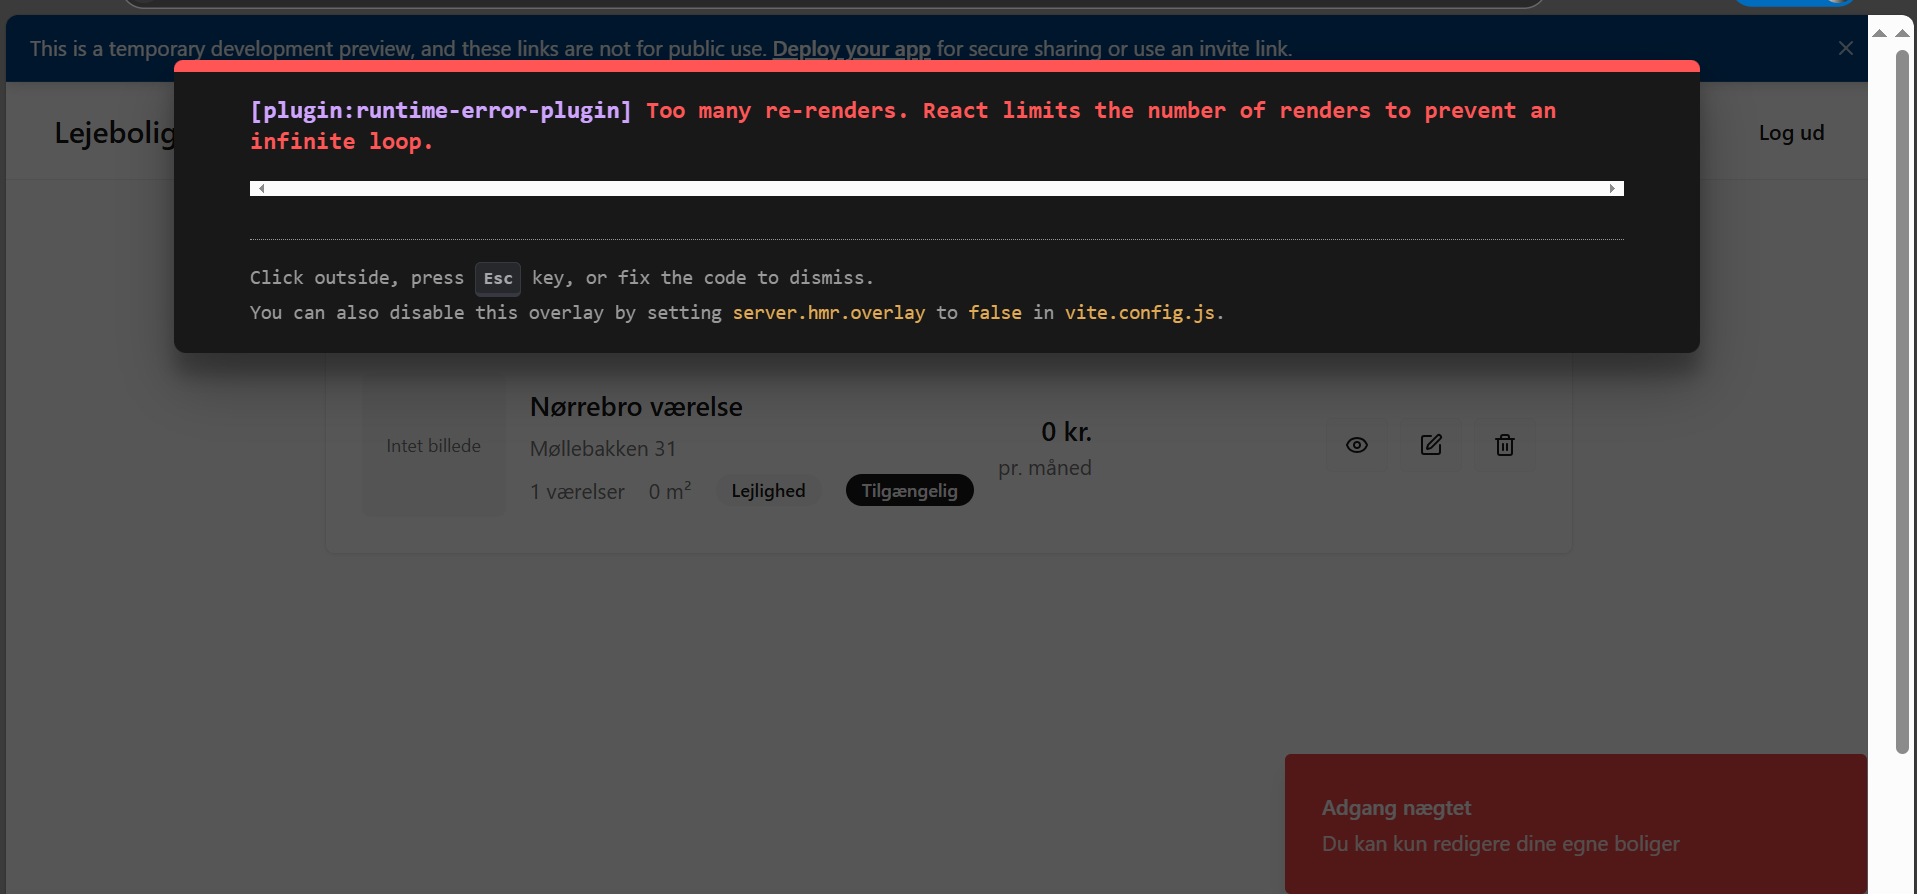 This is a temporary development preview, and these links are not for public use. Deploy your app for secure sharing or use an invite link.
[plugin:runtime-error-plugin] Too many re-renders. React limits the number of renders to prevent an
infinite loop.
Lejebolig
Log ud
Click outside, press Esc key, or fix the code to dismiss.
You can also disable this overlay by setting server.hmr.overlay to false in vite.config.js.
Intet billede
Nørrebro værelse
Møllebakken 31
1 værelser 0 m² Lejlighed Tilgængelig
0 kr.
pr. måned
Adgang nægtet
Du kan kun redigere dine egne boliger